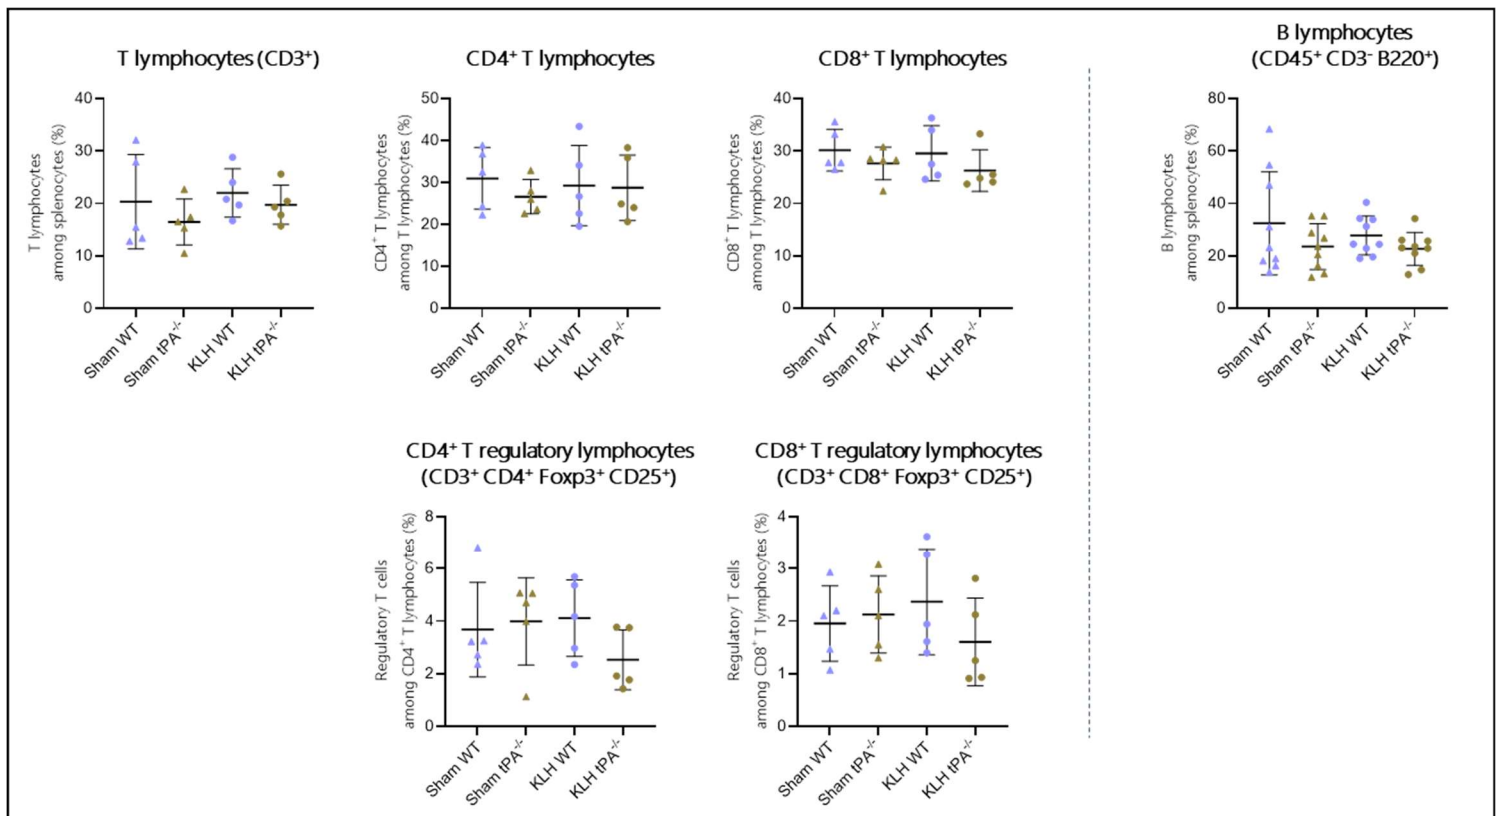 T lymphocytes (CD3⁺)
T lymphocytes
among splenocytes (%)
40
30
20
10
0
Sham WT
Sham tPA⁻/⁻
KLH WT
KLH tPA⁻/⁻
CD4⁺ T lymphocytes
CD4⁺ T lymphocytes
among T lymphocytes (%)
50
40
30
20
10
0
Sham WT
Sham tPA⁻/⁻
KLH WT
KLH tPA⁻/⁻
CD8⁺ T lymphocytes
CD8⁺ T lymphocytes
among T lymphocytes (%)
40
30
20
10
0
Sham WT
Sham tPA⁻/⁻
KLH WT
KLH tPA⁻/⁻
B lymphocytes
(CD45⁺ CD3⁻ B220⁺)
B lymphocytes
among splenocytes (%)
80
60
40
20
0
Sham WT
Sham tPA⁻/⁻
KLH WT
KLH tPA⁻/⁻
CD4⁺ T regulatory lymphocytes
(CD3⁺ CD4⁺ Foxp3⁺ CD25⁺)
Regulatory T cells
among CD4⁺ T lymphocytes (%)
8
6
4
2
0
Sham WT
Sham tPA⁻/⁻
KLH WT
KLH tPA⁻/⁻
CD8⁺ T regulatory lymphocytes
(CD3⁺ CD8⁺ Foxp3⁺ CD25⁺)
Regulatory T cells
among CD8⁺ T lymphocytes (%)
4
3
2
1
0
Sham WT
Sham tPA⁻/⁻
KLH WT
KLH tPA⁻/⁻